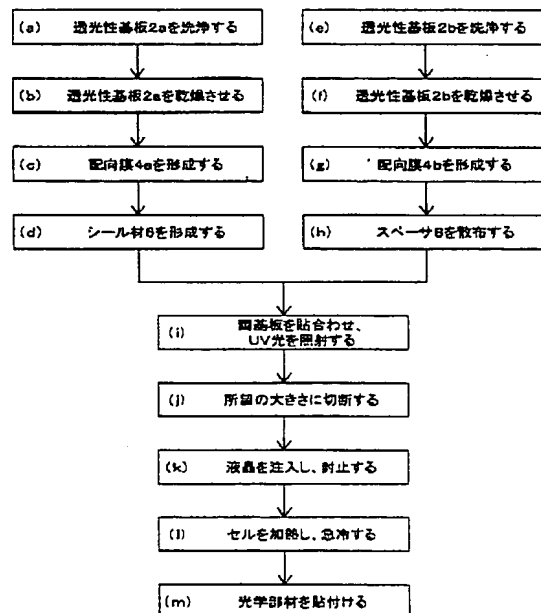 (a) 透光性基板2aを洗浄する
(b) 透光性基板2aを乾燥させる
(c) 配向膜4aを形成する
(d) シール材6を形成する
(e) 透光性基板2bを洗浄する
(f) 透光性基板2bを乾燥させる
(g) 配向膜4bを形成する
(h) スペーサ8を散布する
(i) 両基板を貼合わせ、
UV光を照射する
(j) 所望の大きさに切断する
(k) 液晶を注入し、封止する
(l) セルを加熱し、急冷する
(m) 光学部材を貼付ける